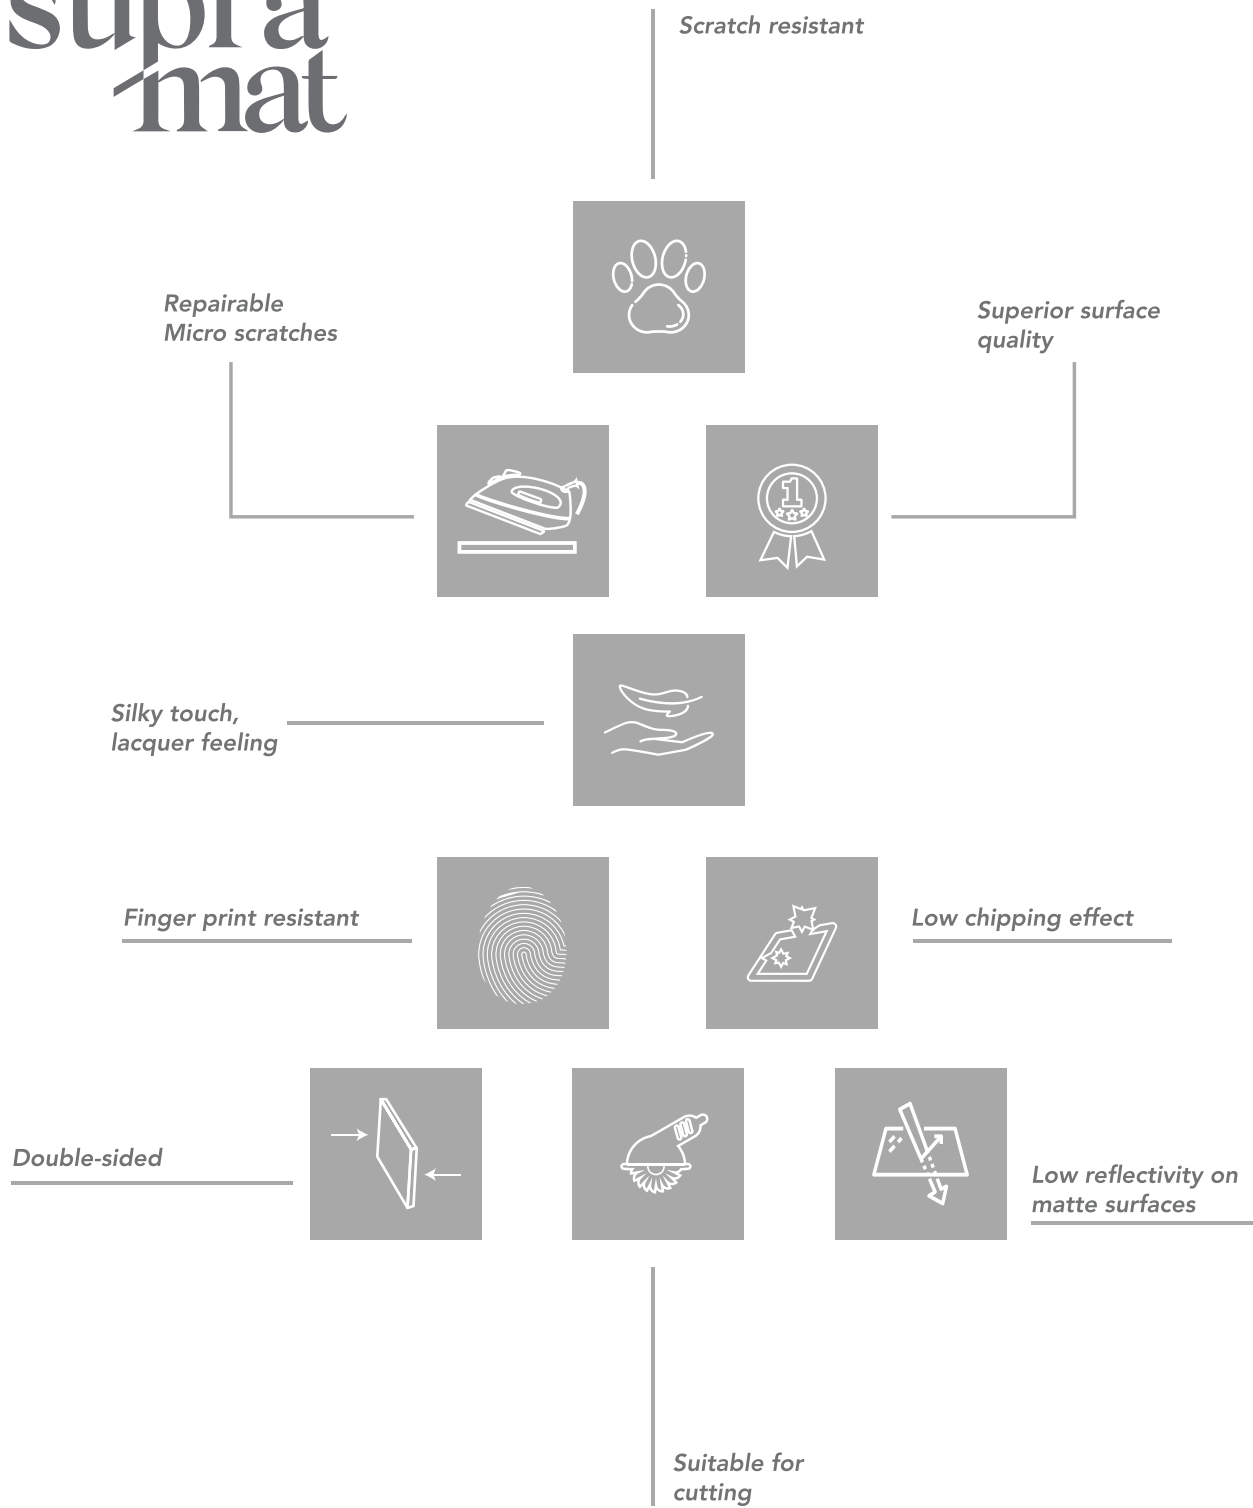 supra
mat
Scratch resistant
Repairable
Micro scratches
Superior surface
quality
1
Silky touch,
lacquer feeling
Finger print resistant
Low chipping effect
Double-sided
Low reflectivity on
matte surfaces
Suitable for
cutting